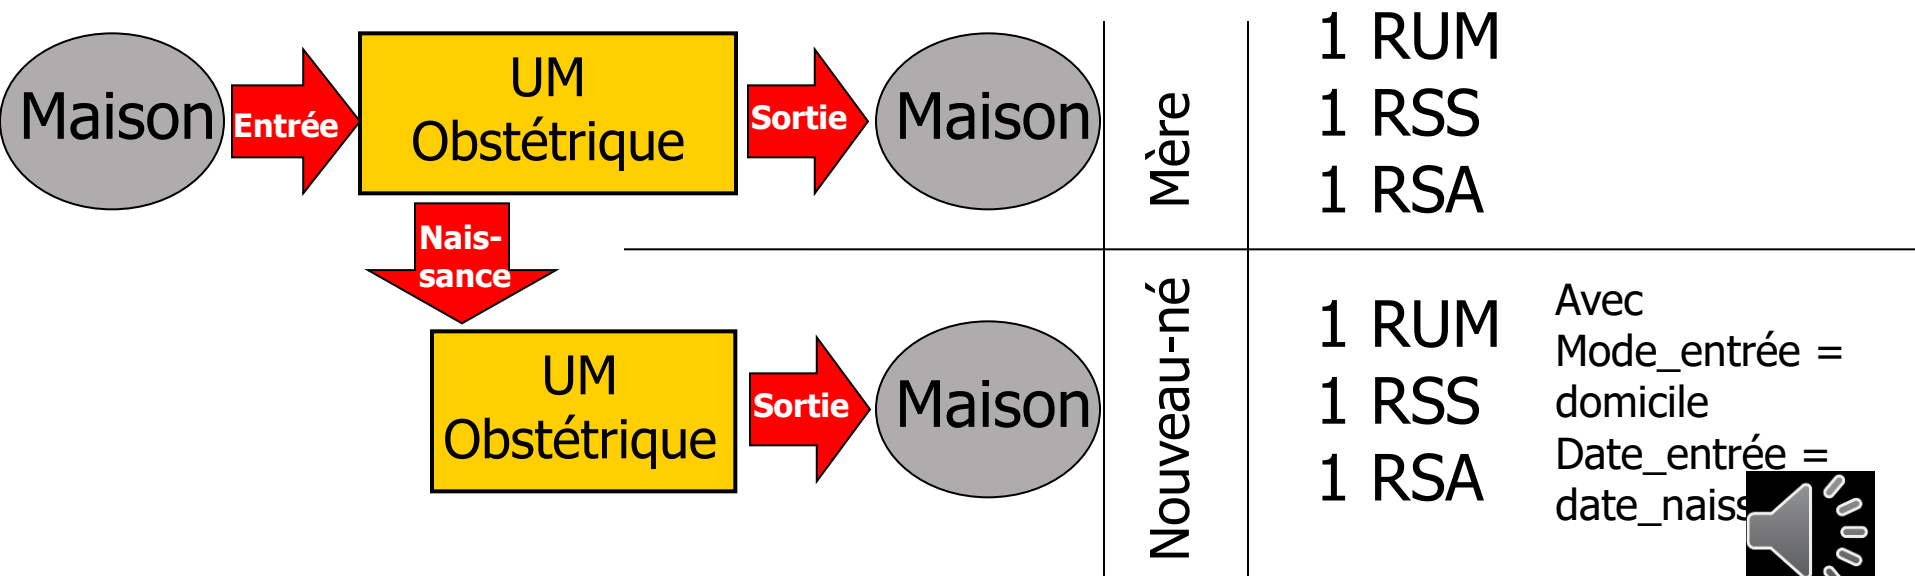 Maison
Entrée
UM
Obstétrique
Sortie
Maison
Mère
1 RUM
1 RSS
1 RSA
Nais-
sance
UM
Obstétrique
Sortie
Maison
Nouveau-né
1 RUM
1 RSS
1 RSA
Avec
Mode_entrée =
domicile
Date_entrée =